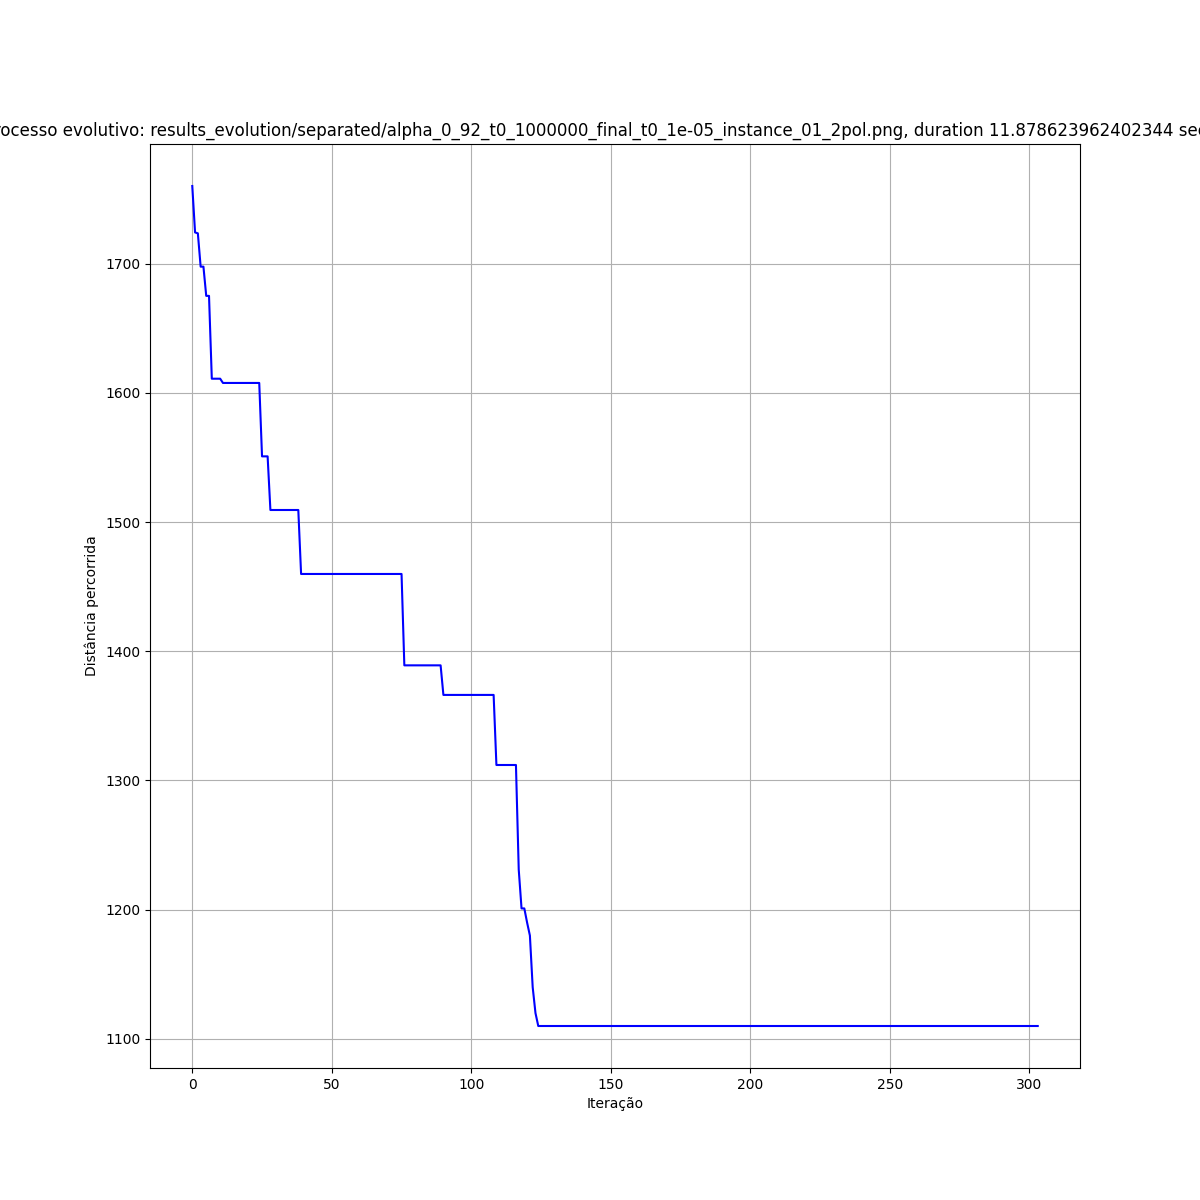 ocesso evolutivo: results_evolution/separated/alpha_0_92_t0_1000000_final_t0_1e-05_instance_01_2pol.png, duration 11.878623962402344 sec
1700
1600
1500
1400
1300
1200
1100
Distância percorrida
0 50 100 150 200 250 300
Iteração